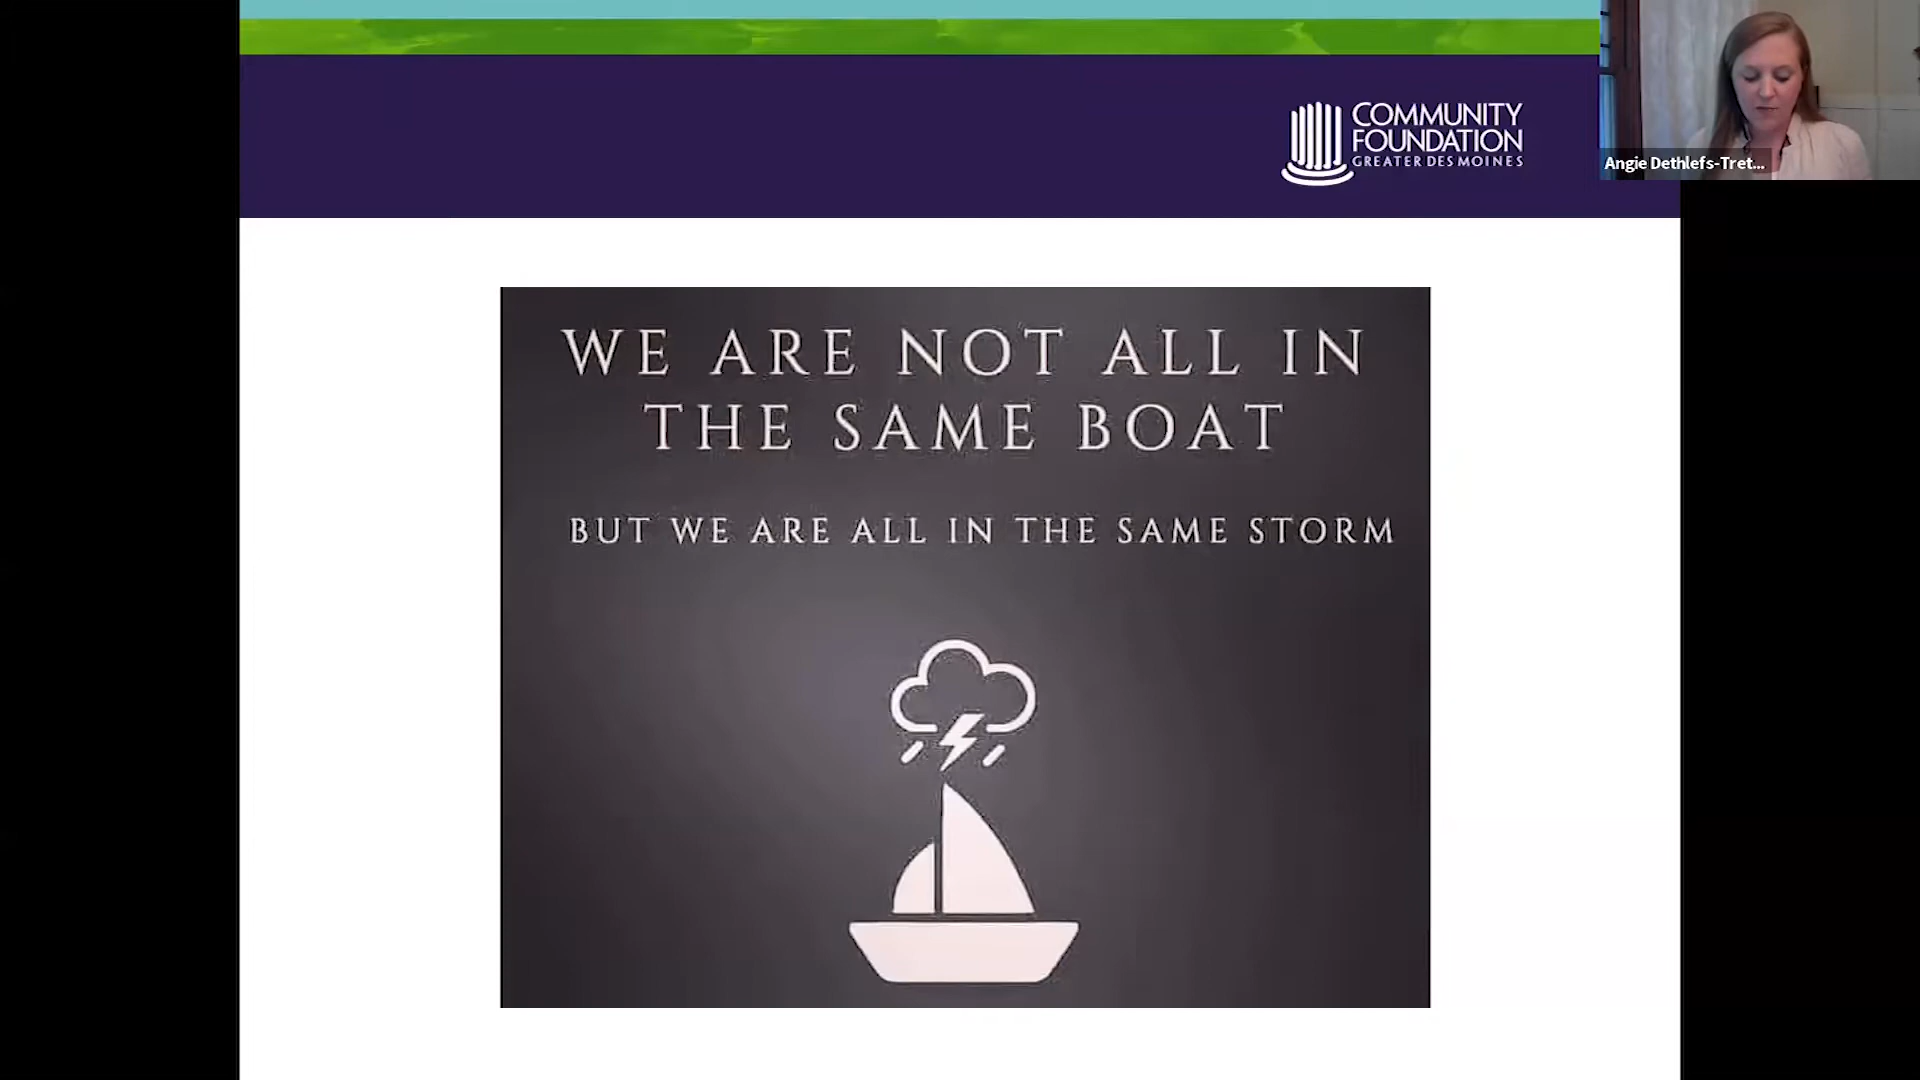 COMMUNITY
FOUNDATION
GREATER DES MOINES
Angie Dethlefs-Tret...
WE ARE NOT ALL IN
THE SAME BOAT
BUT WE ARE ALL IN THE SAME STORM